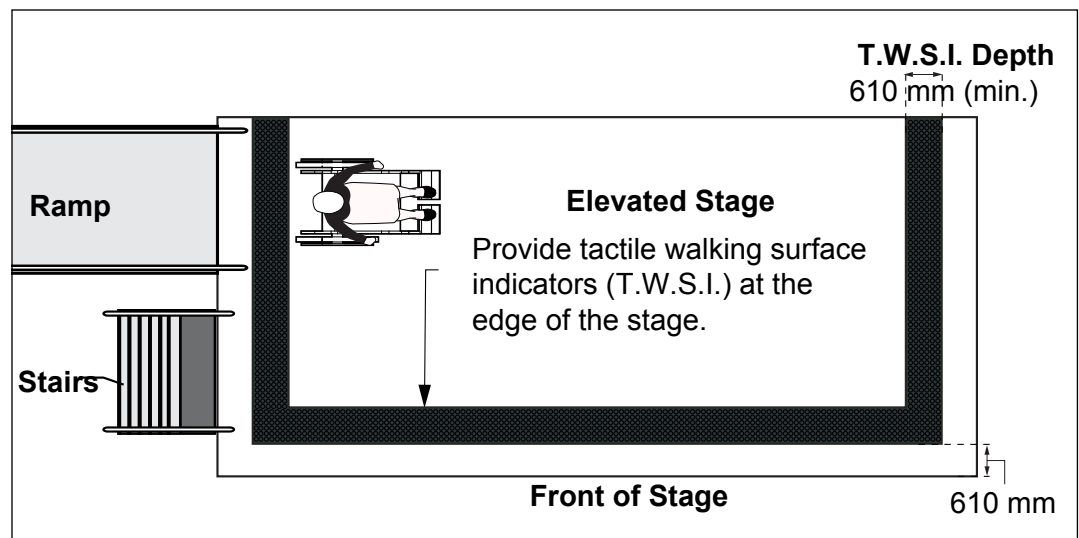 T.W.S.I. Depth
610 mm (min.)
Ramp
Elevated Stage
Provide tactile walking surface
indicators (T.W.S.I.) at the
edge of the stage.
Stairs
Front of Stage
610 mm